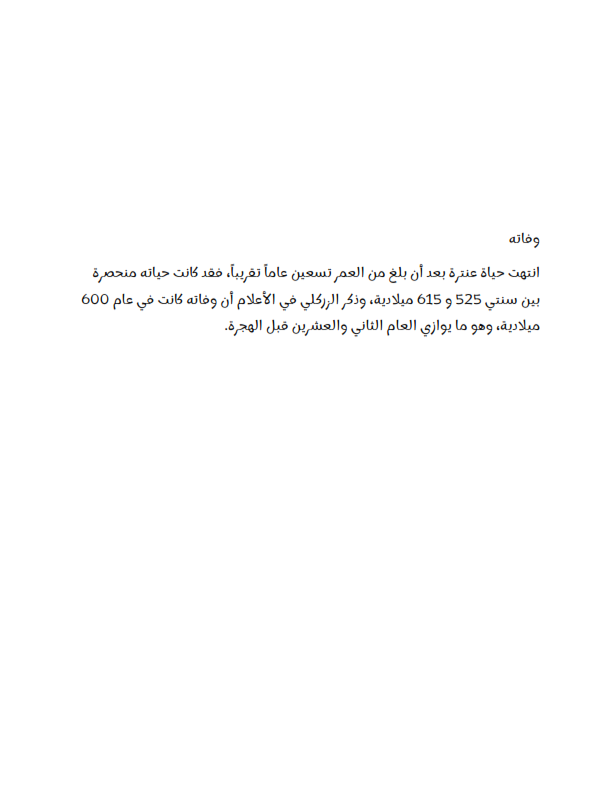 وفاته
انتهت حياة عنترة بعد أن بلغ من العمر تسعين عاماً تقريباً، فقد كانت حياته منحصرة
بين سنتي 525 و 615 ميلادية، وذكر الزركلي في الأعلام أن وفاته كانت في عام 600
ميلادية، وهو ما يوازي العام الثاني والعشرين قبل الهجرة.